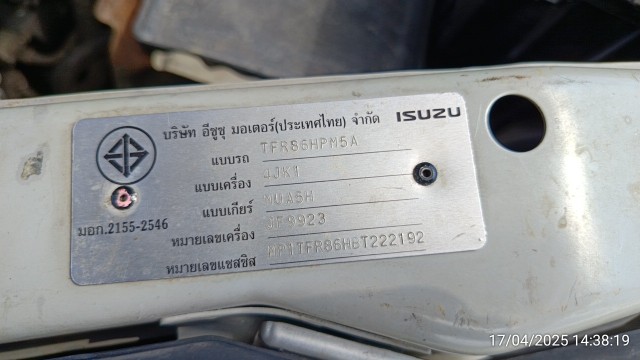 บริษัท อีซูซุ มอเตอร์(ประเทศไทย) จำกัด ISUZU
แบบรถ TFR86HPM5A
แบบเครื่อง 4JK1
แบบเกียร์ MUA5H
มอก.2155-2546
หมายเลขเครื่อง
หมายเลขแชสซีส
17/04/2025 14:38:19